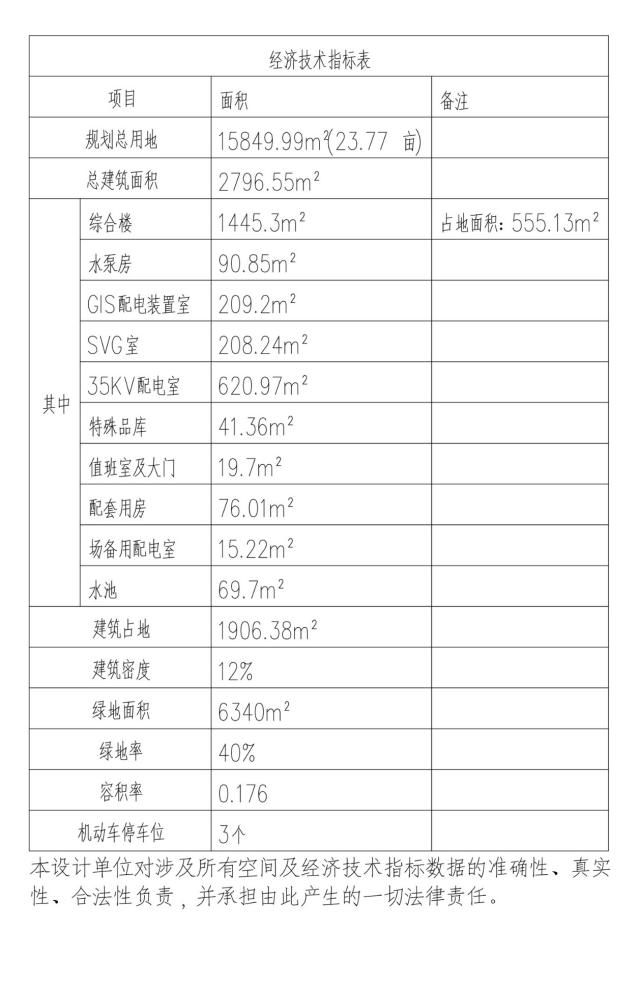 经济技术指标表
项目 面积 备注
规划总用地 15849.99m²(23.77 亩)
总建筑面积 2796.55m²
其中
综合楼 1445.3m² 占地面积：555.13m²
水泵房 90.85m²
GIS配电装置室 209.2m²
SVG室 208.24m²
35KV配电室 620.97m²
特殊品库 41.36m²
值班室及大门 19.7m²
配套用房 76.01m²
场备用配电室 15.22m²
水池 69.7m²
建筑占地 1906.38m²
建筑密度 12%
绿地面积 6340m²
绿地率 40%
容积率 0.176
机动车停车位 3个
本设计单位对涉及所有空间及经济技术指标数据的准确性、真实
性、合法性负责，并承担由此产生的一切法律责任。